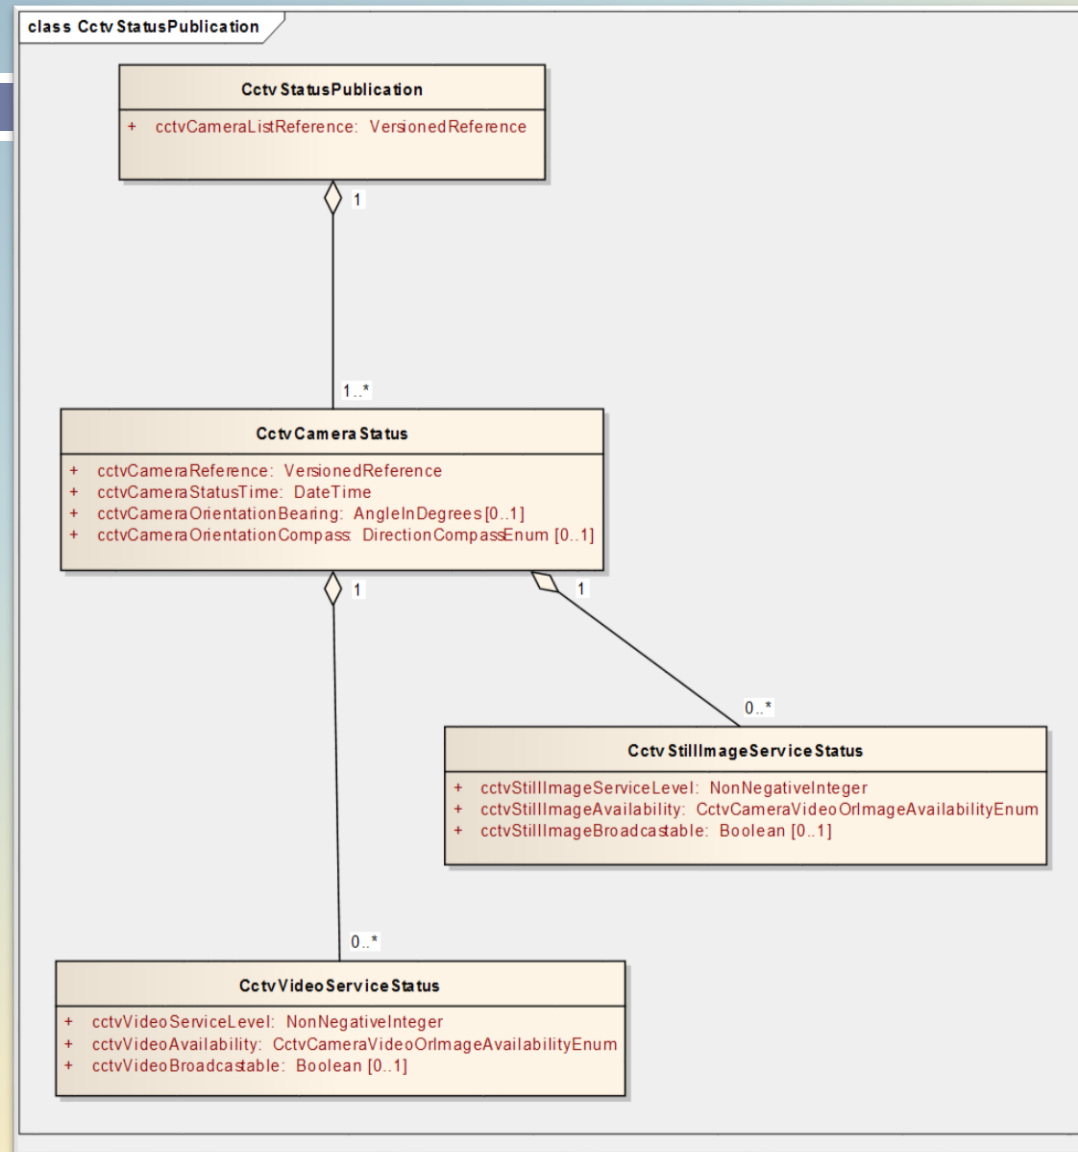 class CctvStatusPublication
CctvStatusPublication
+ cctvCameraListReference: VersionedReference
1
1..*
CctvCameraStatus
+ cctvCameraReference: VersionedReference
+ cctvCameraStatusTime: DateTime
+ cctvCameraOrientationBearing: AngleInDegrees [0..1]
+ cctvCameraOrientationCompass: DirectionCompassEnum [0..1]
1
1
0..*
CctvStillImageServiceStatus
+ cctvStillImageServiceLevel: NonNegativeInteger
+ cctvStillImageAvailability: CctvCameraVideoOrImageAvailabilityEnum
+ cctvStillImageBroadcastable: Boolean [0..1]
0..*
CctvVideoServiceStatus
+ cctvVideoServiceLevel: NonNegativeInteger
+ cctvVideoAvailability: CctvCameraVideoOrImageAvailabilityEnum
+ cctvVideoBroadcastable: Boolean [0..1]